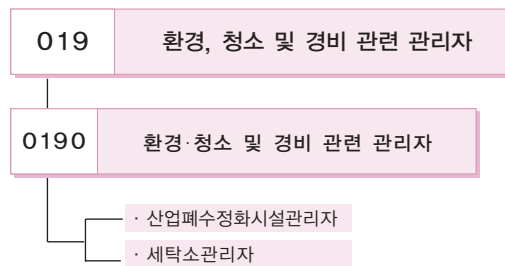 019 환경, 청소 및 경비 관련 관리자
0190 환경·청소 및 경비 관련 관리자
· 산업폐수정화시설관리자
· 세탁소관리자